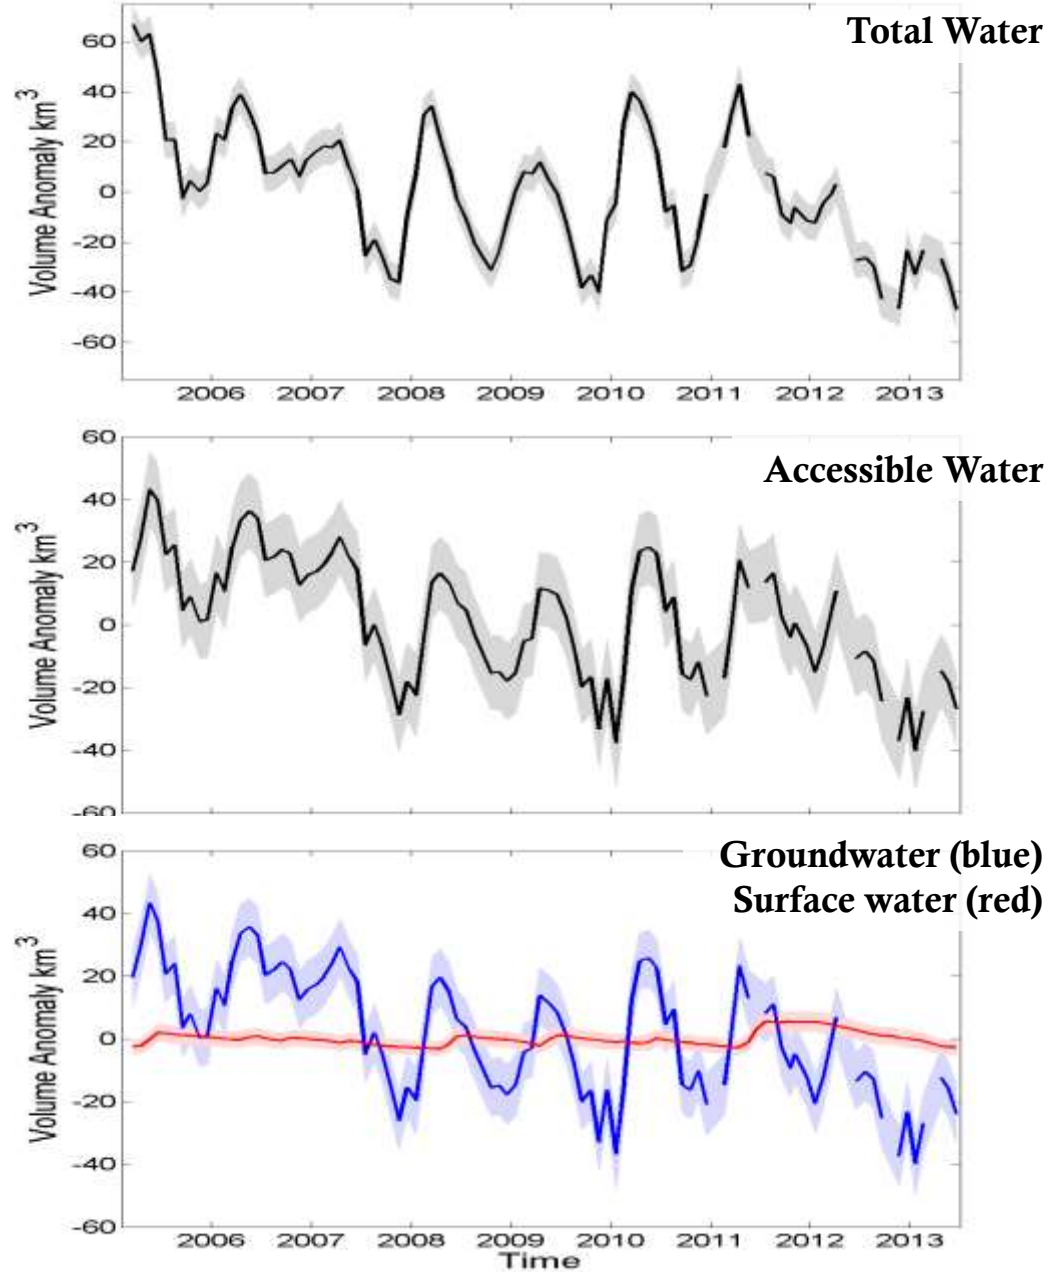 Total Water
Volume Anomaly km3
60
40
20
0
-20
-40
-60
2006 2007 2008 2009 2010 2011 2012 2013
Accessible Water
Volume Anomaly km3
60
40
20
0
-20
-40
-60
Groundwater (blue)
Surface water (red)
Volume Anomaly km3
60
40
20
0
-20
-40
-60
2006 2007 2008 2009 2010 2011 2012 2013
Time